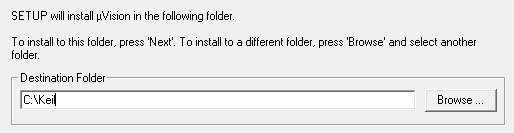 SETUP will install µVision in the following folder.
To install to this folder, press 'Next'. To install to a different folder, press 'Browse' and select another
folder.
Destination Folder
C:\Keil
Browse ...